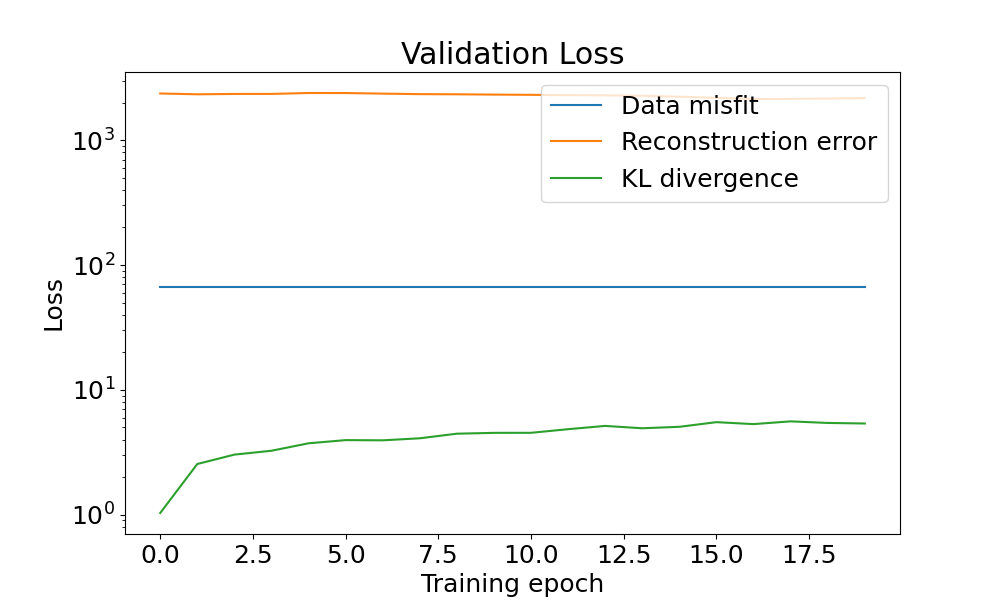 Validation Loss
Data misfit
Reconstruction error
KL divergence
Loss
10³
10²
10¹
10⁰
0.0 2.5 5.0 7.5 10.0 12.5 15.0 17.5
Training epoch